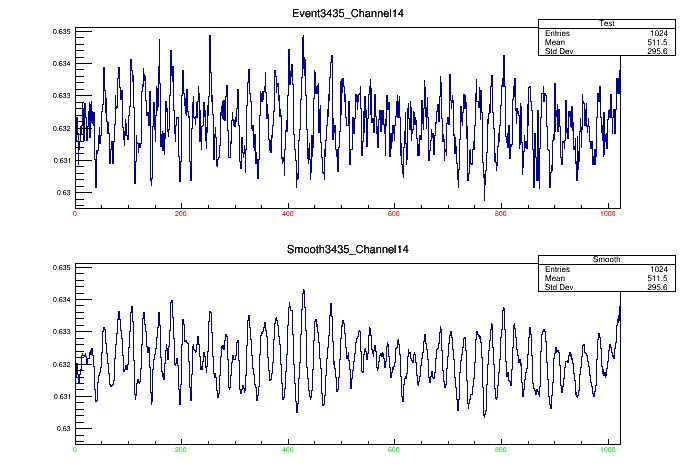 Event3435_Channel14
Test
Entries 1024
Mean 511.5
Std Dev 295.6
0.635
0.634
0.633
0.632
0.631
0.63
0 200 400 600 800 1000
Smooth3435_Channel14
Smooth
Entries 1024
Mean 511.5
Std Dev 295.6
0.635
0.634
0.633
0.632
0.631
0.63
0 200 400 600 800 1000